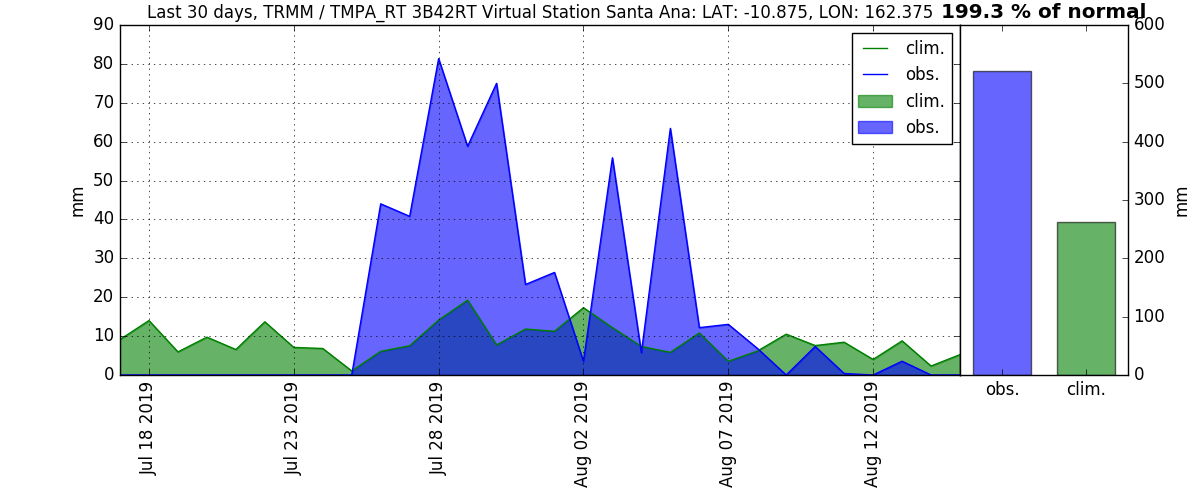 Last 30 days, TRMM / TMPA_RT 3B42RT Virtual Station Santa Ana: LAT: -10.875, LON: 162.375 199.3 % of normal
90
80
70
60
50
40
30
20
10
0
mm
clim.
obs.
clim.
obs.
Jul 18 2019
Jul 23 2019
Jul 28 2019
Aug 02 2019
Aug 07 2019
Aug 12 2019
600
500
400
300
200
100
0
mm
obs.
clim.